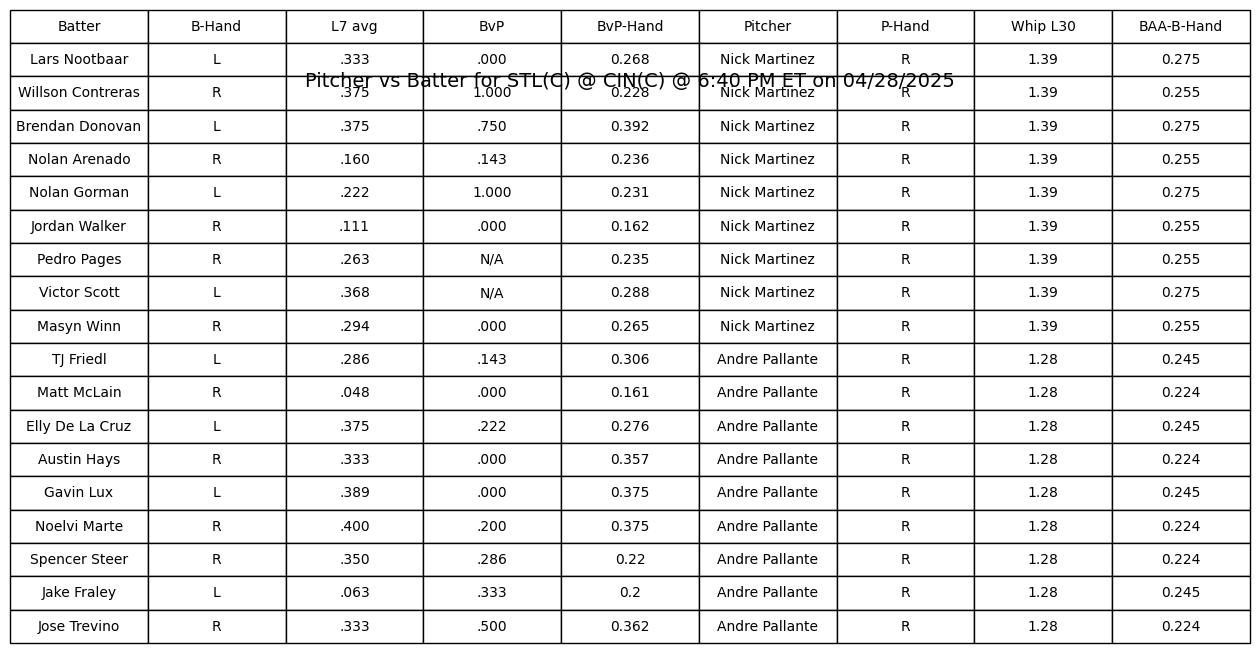 Batter B-Hand L7 avg BvP BvP-Hand Pitcher P-Hand Whip L30 BAA-B-Hand
Lars Nootbaar L .333 .000 0.268 Nick Martinez R 1.39 0.275
Pitcher vs Batter for STL(C) @ CIN(C) @ 6:40 PM ET on 04/28/2025
Willson Contreras R .375 1.000 0.228 Nick Martinez R 1.39 0.255
Brendan Donovan L .375 .750 0.392 Nick Martinez R 1.39 0.275
Nolan Arenado R .160 .143 0.236 Nick Martinez R 1.39 0.255
Nolan Gorman L .222 1.000 0.231 Nick Martinez R 1.39 0.275
Jordan Walker R .111 .000 0.162 Nick Martinez R 1.39 0.255
Pedro Pages R .263 N/A 0.235 Nick Martinez R 1.39 0.255
Victor Scott L .368 N/A 0.288 Nick Martinez R 1.39 0.275
Masyn Winn R .294 .000 0.265 Nick Martinez R 1.39 0.255
TJ Friedl L .286 .143 0.306 Andre Pallante R 1.28 0.245
Matt McLain R .048 .000 0.161 Andre Pallante R 1.28 0.224
Elly De La Cruz L .375 .222 0.276 Andre Pallante R 1.28 0.245
Austin Hays R .333 .000 0.357 Andre Pallante R 1.28 0.224
Gavin Lux L .389 .000 0.375 Andre Pallante R 1.28 0.245
Noelvi Marte R .400 .200 0.375 Andre Pallante R 1.28 0.224
Spencer Steer R .350 .286 0.22 Andre Pallante R 1.28 0.224
Jake Fraley L .063 .333 0.2 Andre Pallante R 1.28 0.245
Jose Trevino R .333 .500 0.362 Andre Pallante R 1.28 0.224